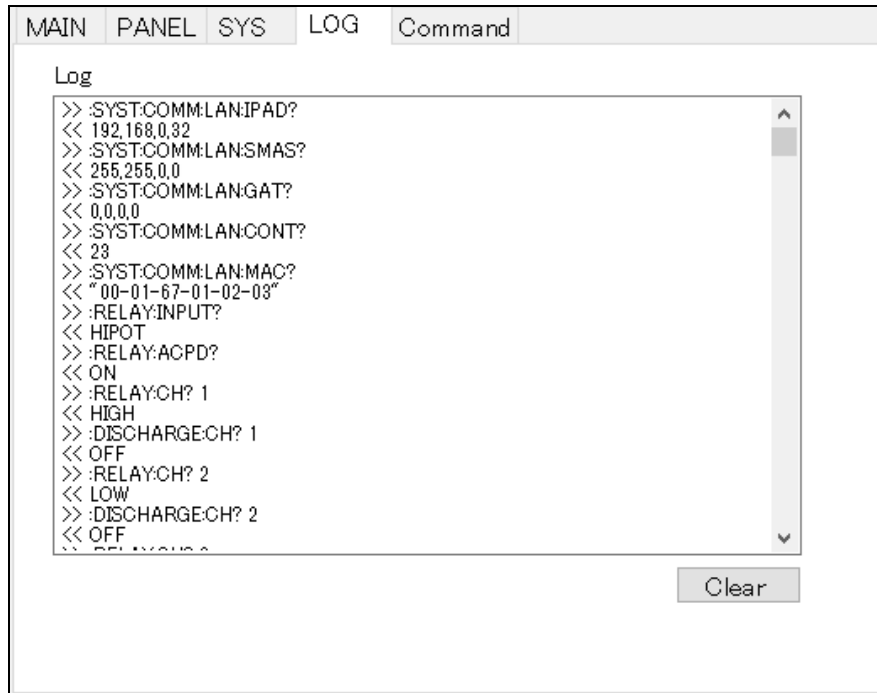 MAIN PANEL SYS LOG Command
Log
>> :SYST:COMM:LAN:IPAD?
<< 192,168,0,32
>> :SYST:COMM:LAN:SMAS?
<< 255,255,0,0
>> :SYST:COMM:LAN:GAT?
<< 0,0,0,0
>> :SYST:COMM:LAN:CONT?
<< 23
>> :SYST:COMM:LAN:MAC?
<< "00-01-67-01-02-03"
>> :RELAY:INPUT?
<< HIPOT
>> :RELAY:ACPD?
<< ON
>> :RELAY:CH? 1
<< HIGH
>> :DISCHARGE:CH? 1
<< OFF
>> :RELAY:CH? 2
<< LOW
>> :DISCHARGE:CH? 2
<< OFF
Clear